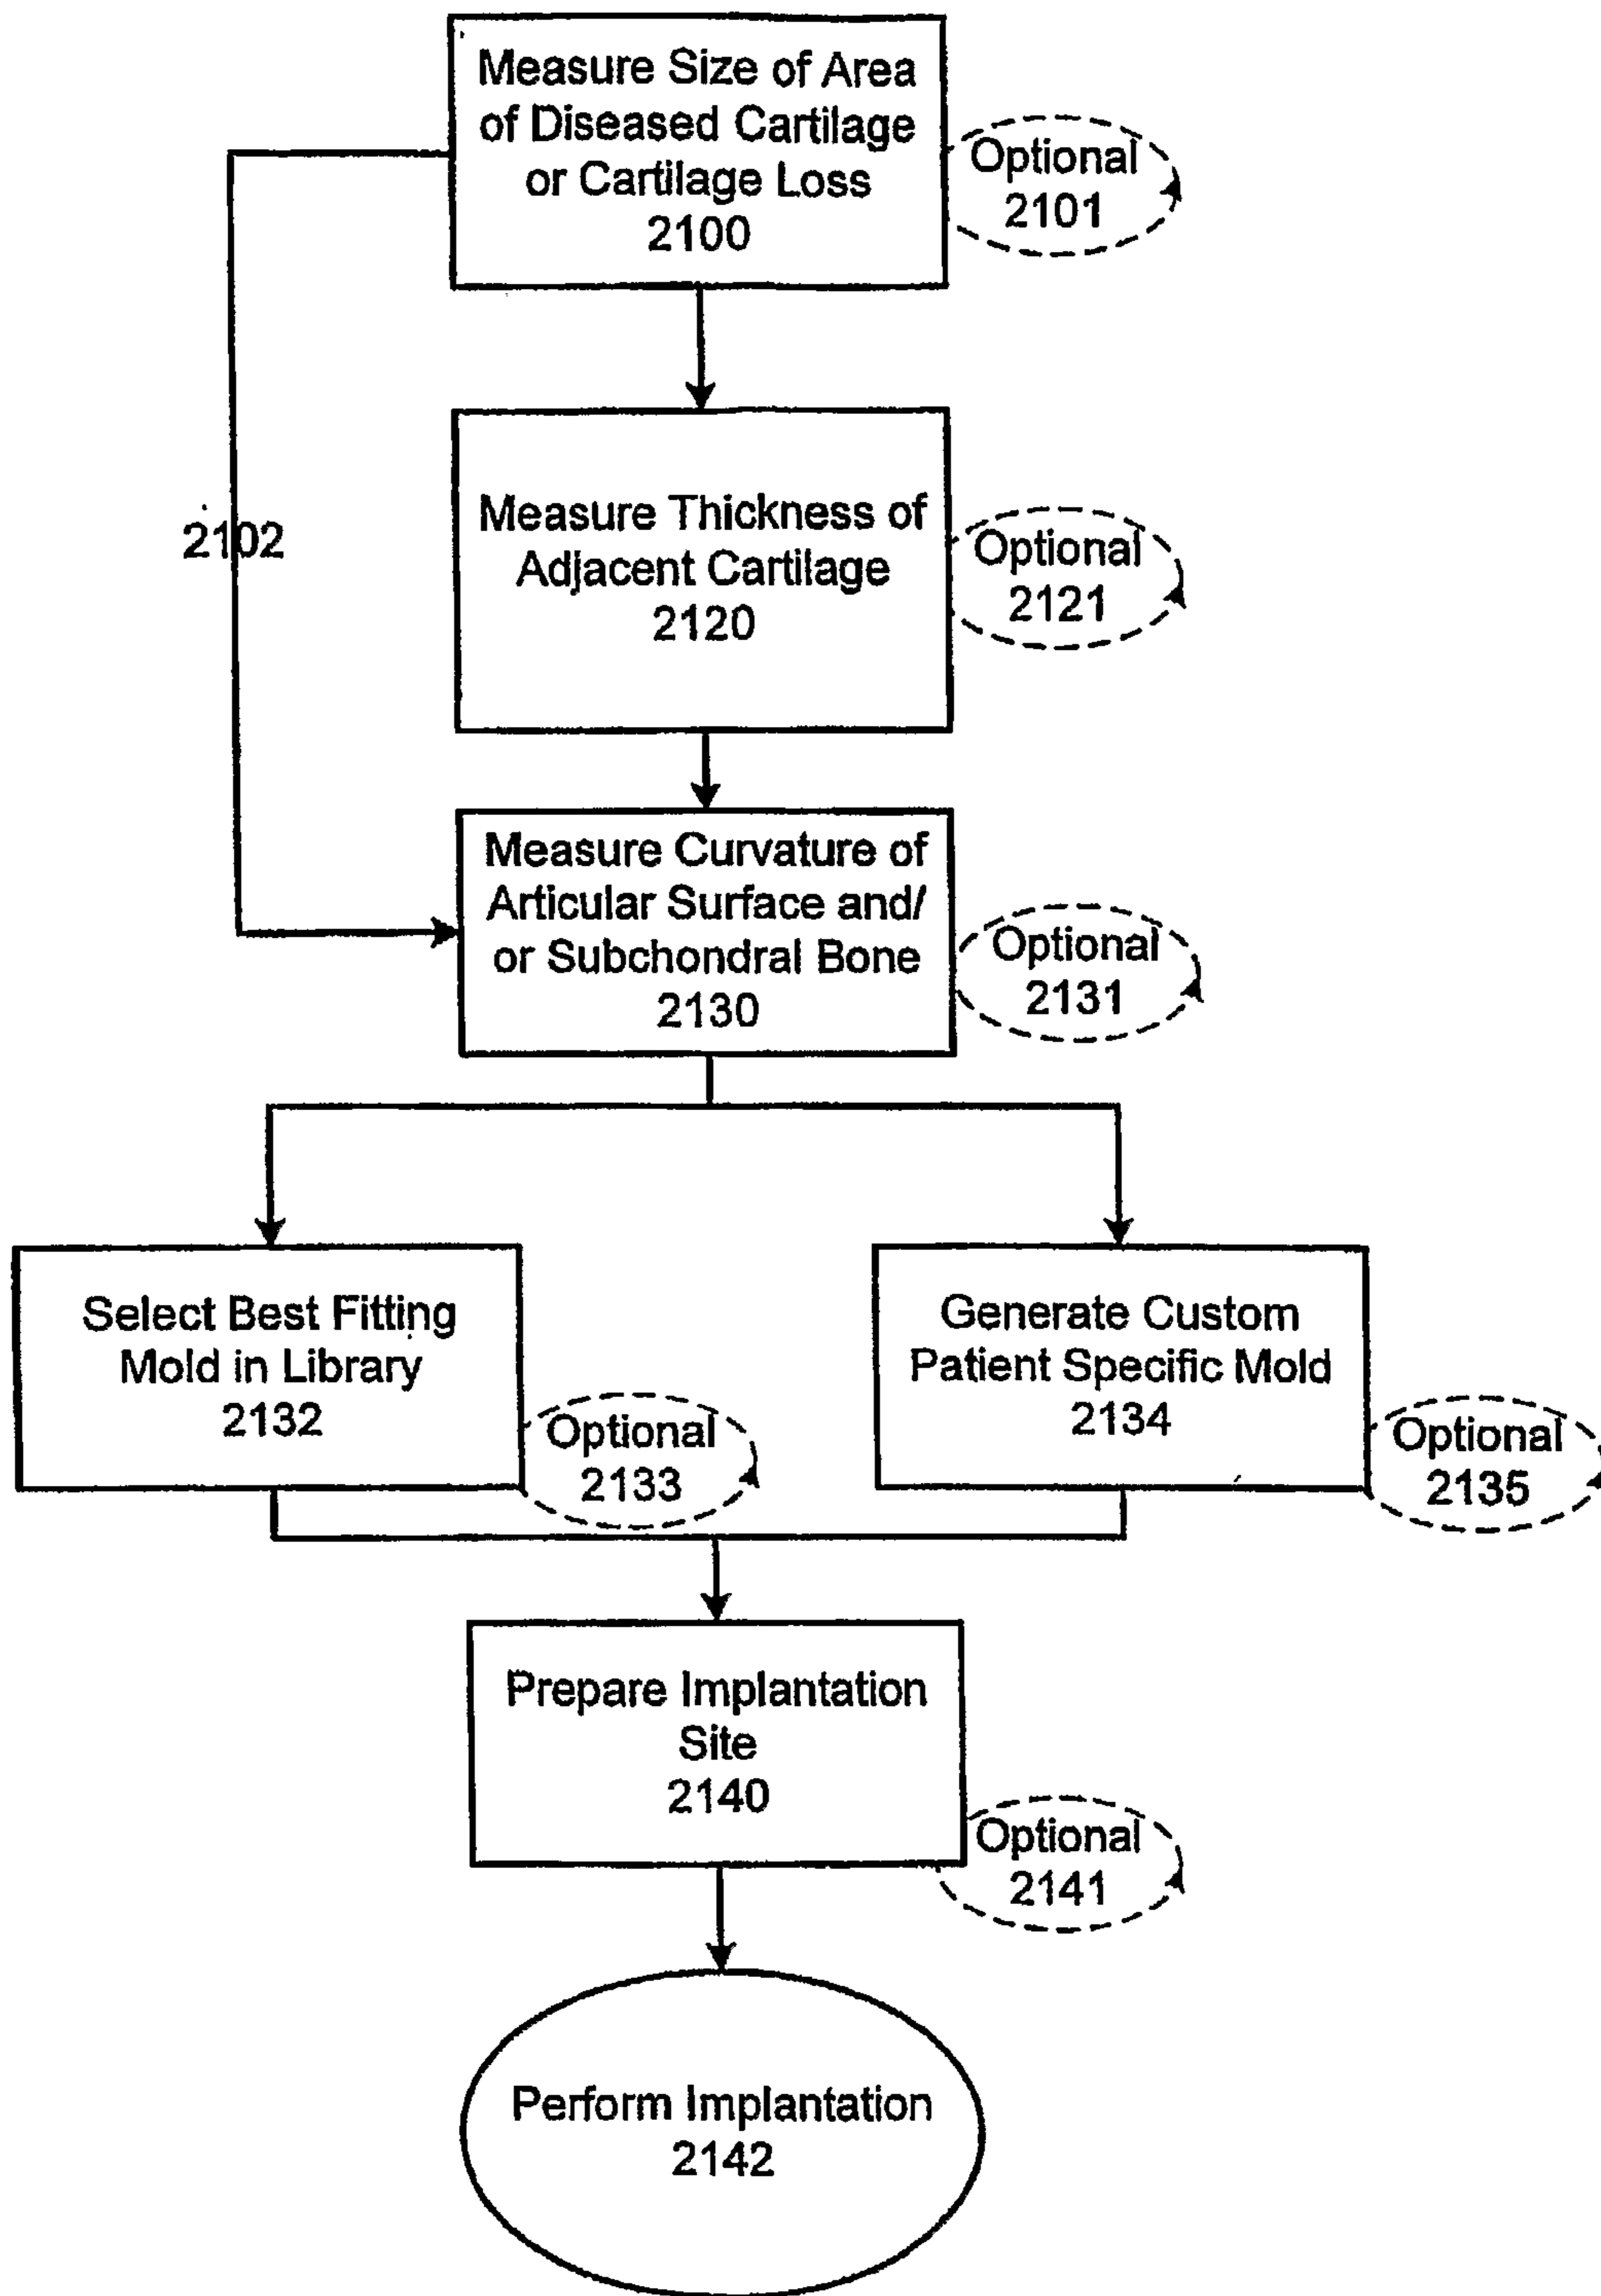 Measure Size of Area
of Diseased Cartilage
or Cartilage Loss
2100
Optional
2101
2102
Measure Thickness of
Adjacent Cartilage
2120
Optional
2121
Measure Curvature of
Articular Surface and/
or Subchondral Bone
2130
Optional
2131
Select Best Fitting
Mold in Library
2132
Optional
2133
Generate Custom
Patient Specific Mold
2134
Optional
2135
Prepare Implantation
Site
2140
Optional
2141
Perform Implantation
2142